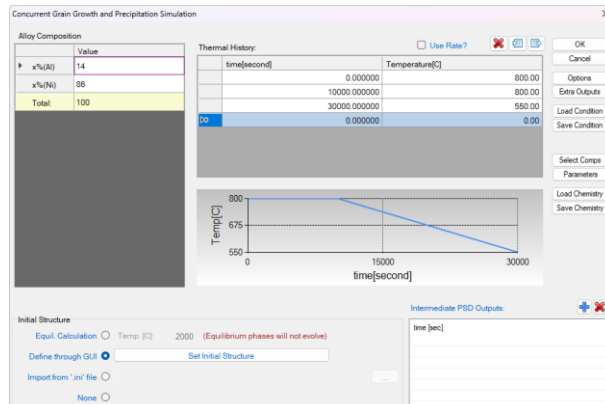 Concurrent Grain Growth and Precipitation Simulation
Alloy Composition
Value
x%(Al) 14
x%(Ni) 86
Total: 100
Thermal History:
Use Rate?
time[second] Temperature[C]
0.000000 800.00
10000.000000 800.00
30000.000000 550.00
0.000000 0.00
Temp[C]
800
675
550
0 15000 30000
time[second]
OK
Cancel
Options
Extra Outputs
Load Condition
Save Condition
Select Comps
Parameters
Load Chemistry
Save Chemistry
Initial Structure
Equil. Calculation Temp. [C]: 2000 (Equilibrium phases will not evolve)
Define through GUI Set Initial Structure
Import from '.ini' file ...
None
Intermediate PSD Outputs:
time [sec]